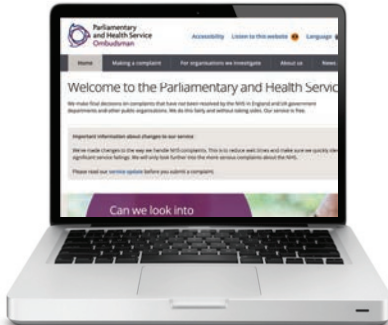 Parliamentary
and Health Service
Ombudsman
Accessibility Listen to this website Language
Home Making a complaint For organisations we investigate About us News
Welcome to the Parliamentary and Health Servic
We make final decisions on complaints that have not been resolved by the NHS in England and UK government
departments and other public organisations. We do this fairly and without taking sides. Our service is free.
Important information about changes to our service
We've made changes to the way we handle NHS complaints. This is to reduce wait times and make sure we quickly iden
significant service failings. We will only look further into the more serious complaints about the NHS.
Please read our service update before you submit a complaint.
Can we look into